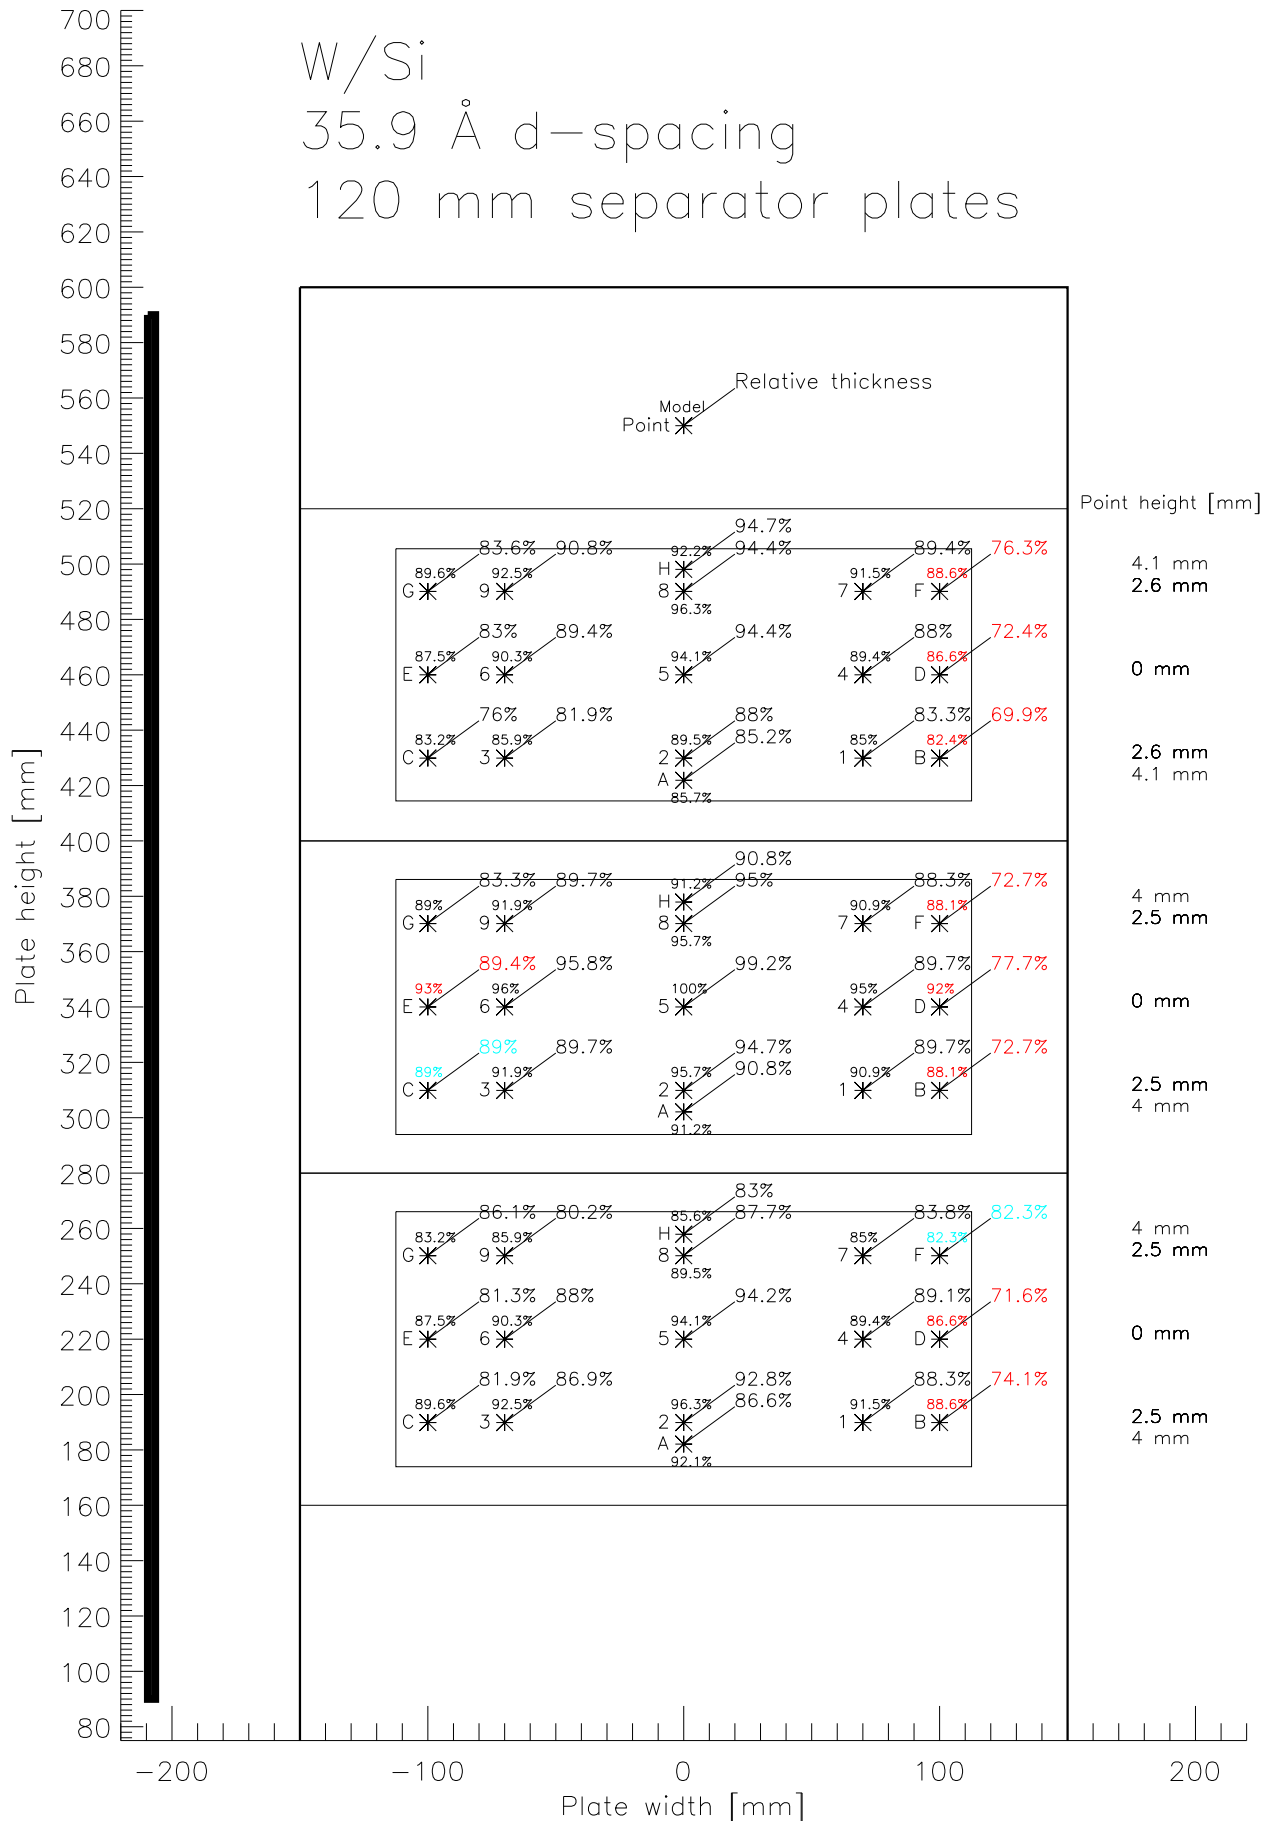 W/Si
35.9 Å d-spacing
120 mm separator plates
700
680
660
640
620
600
580
560
540
520
500
480
460
440
420
400
380
360
340
320
300
280
260
240
220
200
180
160
140
120
100
80
Plate height [mm]
Relative thickness
Model
Point
Point height [mm]
94.7%
83.6% 90.8% 94.4% 89.4% 76.3%
89.6% 92.5% 92.2% 91.5% 88.6%
H
G 9 8 7 F
96.3%
4.1 mm
2.6 mm
83% 89.4% 94.4% 88% 72.4%
87.5% 90.3% 94.1% 89.4% 86.6%
E 6 5 4 D
0 mm
76% 81.9% 88% 83.3% 69.9%
85.2%
83.2% 85.9% 89.5% 85% 82.4%
C 3 2 1 B
A
85.7%
2.6 mm
4.1 mm
90.8%
83.3% 89.7% 95% 88.3% 72.7%
89% 91.9% 91.2% 90.9% 88.1%
H
G 9 8 7 F
95.7%
4 mm
2.5 mm
89.4% 95.8% 99.2% 89.7% 77.7%
93% 96% 100% 95% 92%
E 6 5 4 D
0 mm
89% 89.7% 94.7% 89.7% 72.7%
90.8%
89% 91.9% 95.7% 90.9% 88.1%
C 3 2 1 B
A
91.2%
2.5 mm
4 mm
83%
86.1% 80.2% 87.7% 83.8% 82.3%
83.2% 85.9% 85.6% 85% 82.3%
H
G 9 8 7 F
89.5%
4 mm
2.5 mm
81.3% 88% 94.2% 89.1% 71.6%
87.5% 90.3% 94.1% 89.4% 86.6%
E 6 5 4 D
0 mm
81.9% 86.9% 92.8% 88.3% 74.1%
86.6%
89.6% 92.5% 96.3% 91.5% 88.6%
C 3 2 1 B
A
92.1%
2.5 mm
4 mm
-200 -100 0 100 200
Plate width [mm]